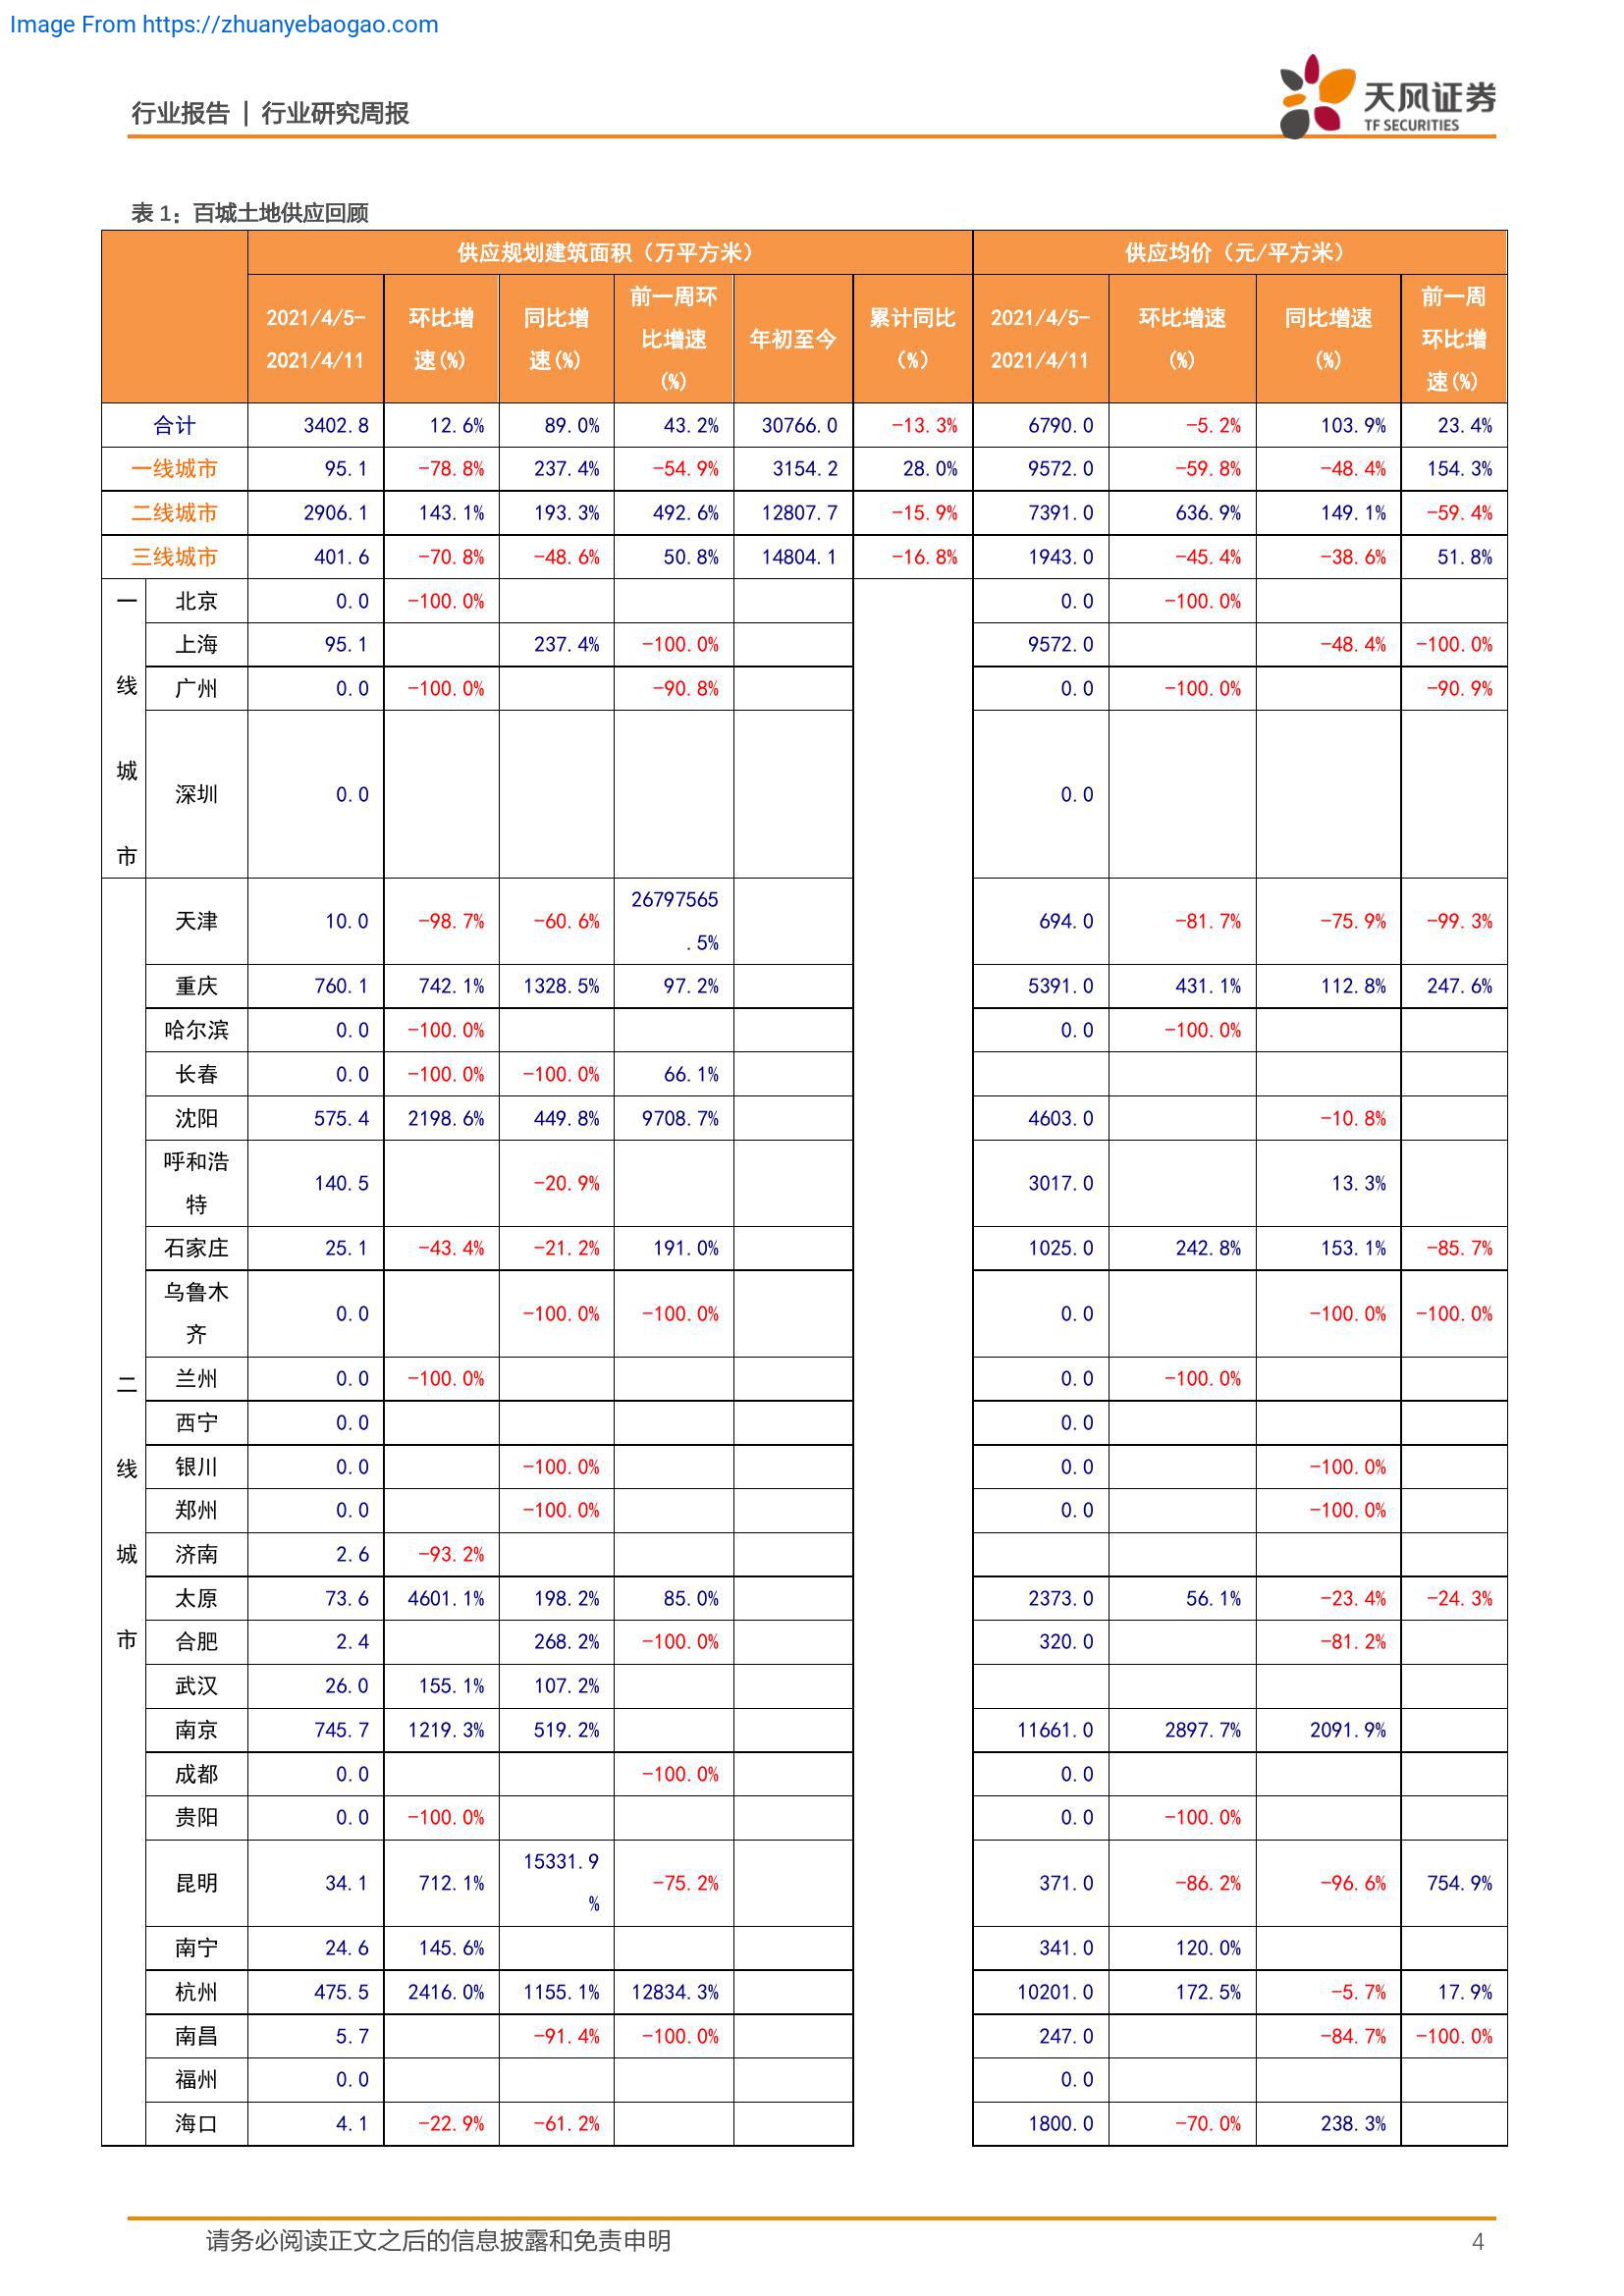 Image From https://zhuanyebaogao.com
行业报告 | 行业研究周报
天风证券
TF SECURITIES
表 1：百城土地供应回顾
供应规划建筑面积（万平方米） 供应均价（元/平方米）
2021/4/5-2021/4/11 环比增速(%) 同比增速(%) 前一周环比增速(%) 年初至今 累计同比(%) 2021/4/5-2021/4/11 环比增速(%) 同比增速(%) 前一周环比增速(%)
合计 3402.8 12.6% 89.0% 43.2% 30766.0 -13.3% 6790.0 -5.2% 103.9% 23.4%
一线城市 95.1 -78.8% 237.4% -54.9% 3154.2 28.0% 9572.0 -59.8% -48.4% 154.3%
二线城市 2906.1 143.1% 193.3% 492.6% 12807.7 -15.9% 7391.0 636.9% 149.1% -59.4%
三线城市 401.6 -70.8% -48.6% 50.8% 14804.1 -16.8% 1943.0 -45.4% -38.6% 51.8%
一线城市
北京 0.0 -100.0% 0.0 -100.0%
上海 95.1 237.4% -100.0% 9572.0 -48.4% -100.0%
广州 0.0 -100.0% -90.8% 0.0 -100.0% -90.9%
深圳 0.0 0.0
二线城市
天津 10.0 -98.7% -60.6% 26797565.5% 694.0 -81.7% -75.9% -99.3%
重庆 760.1 742.1% 1328.5% 97.2% 5391.0 431.1% 112.8% 247.6%
哈尔滨 0.0 -100.0% 0.0 -100.0%
长春 0.0 -100.0% -100.0% 66.1%
沈阳 575.4 2198.6% 449.8% 9708.7% 4603.0 -10.8%
呼和浩特 140.5 -20.9% 3017.0 13.3%
石家庄 25.1 -43.4% -21.2% 191.0% 1025.0 242.8% 153.1% -85.7%
乌鲁木齐 0.0 -100.0% -100.0% 0.0 -100.0% -100.0%
兰州 0.0 -100.0% 0.0 -100.0%
西宁 0.0 0.0
银川 0.0 -100.0% 0.0 -100.0%
郑州 0.0 -100.0% 0.0 -100.0%
济南 2.6 -93.2%
太原 73.6 4601.1% 198.2% 85.0% 2373.0 56.1% -23.4% -24.3%
合肥 2.4 268.2% -100.0% 320.0 -81.2%
武汉 26.0 155.1% 107.2%
南京 745.7 1219.3% 519.2% 11661.0 2897.7% 2091.9%
成都 0.0 -100.0% 0.0
贵阳 0.0 -100.0% 0.0 -100.0%
昆明 34.1 712.1% 15331.9% -75.2% 371.0 -86.2% -96.6% 754.9%
南宁 24.6 145.6% 341.0 120.0%
杭州 475.5 2416.0% 1155.1% 12834.3% 10201.0 172.5% -5.7% 17.9%
南昌 5.7 -91.4% -100.0% 247.0 -84.7% -100.0%
福州 0.0 0.0
海口 4.1 -22.9% -61.2% 1800.0 -70.0% 238.3%
请务必阅读正文之后的信息披露和免责申明 4